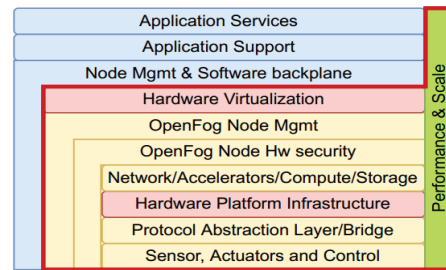 Application Services
Application Support
Node Mgmt & Software backplane
Hardware Virtualization
OpenFog Node Mgmt
OpenFog Node Hw security
Network/Accelerators/Compute/Storage
Hardware Platform Infrastructure
Protocol Abstraction Layer/Bridge
Sensor, Actuators and Control
Performance & Scale